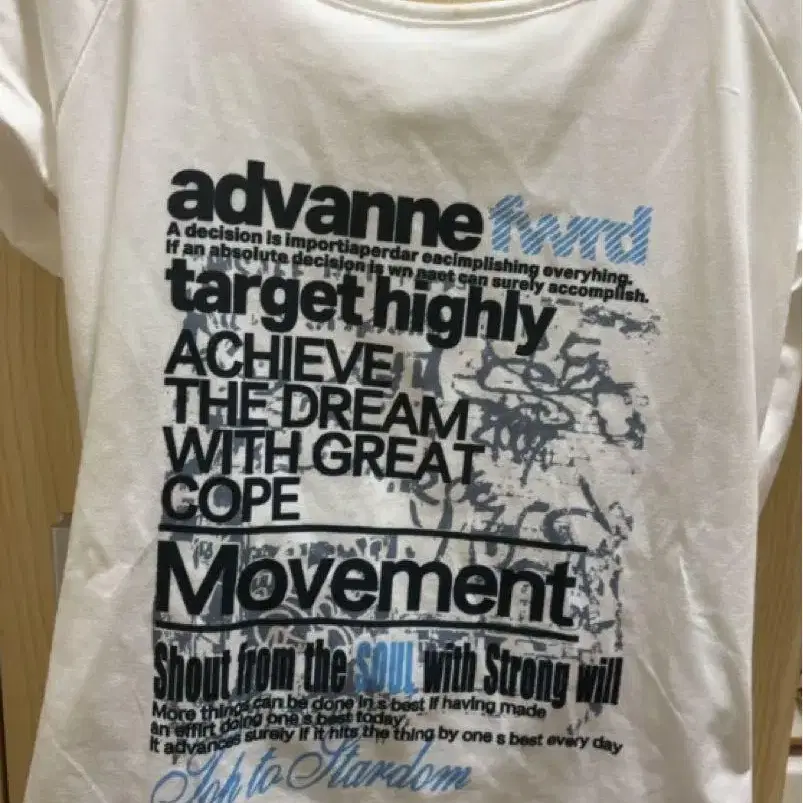 advanne fwrd
A decision is importiaperdar eacimplishing everyhing.
If an absolute decision is wn naet can surely accomplish.
target highly
ACHIEVE
THE DREAM
WITH GREAT
COPE
Movement
Shout from the SOUL with Strong will
More things can be done in s best if having made
an effirt doing one s best today
It advances surely if it hits the thing by one s best every day
to Stardom